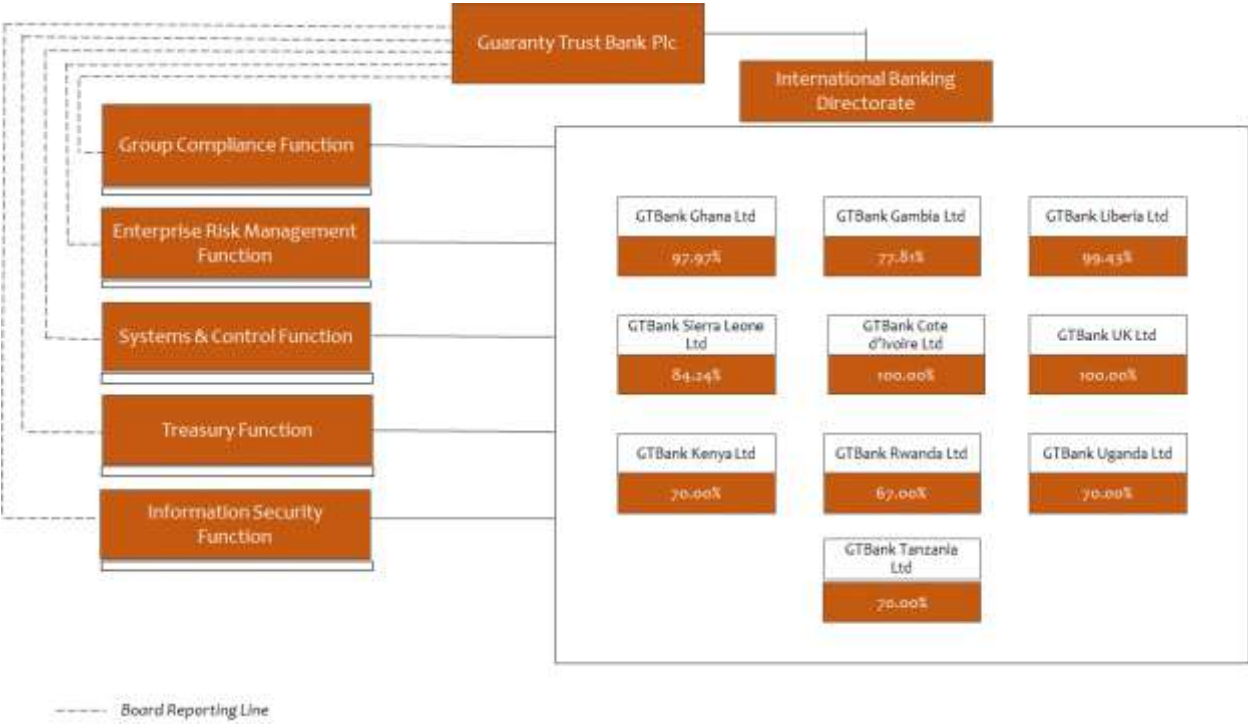 Guaranty Trust Bank Plc
International Banking
Directorate
Group Compliance Function
Enterprise Risk Management
Function
Systems & Control Function
Treasury Function
Information Security
Function
GTBank Ghana Ltd
97.97%
GTBank Gambia Ltd
77.81%
GTBank Liberia Ltd
99.43%
GTBank Sierra Leone
Ltd
84.24%
GTBank Cote
d'Ivoire Ltd
100.00%
GTBank UK Ltd
100.00%
GTBank Kenya Ltd
70.00%
GTBank Rwanda Ltd
67.00%
GTBank Uganda Ltd
70.00%
GTBank Tanzania
Ltd
70.00%
Board Reporting Line